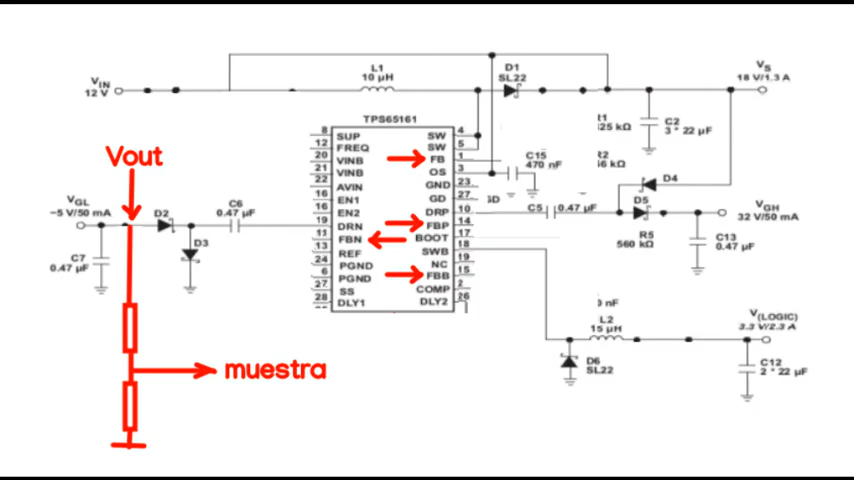 VIN
12 V
L1
10 µH
D1
SL22
VS
18 V/1.3 A
TPS65161
C2
3 * 22 µF
Vout
VGL
−5 V/50 mA
D2
C6
0.47 µF
D3
C7
0.47 µF
8 SUP
12 FREQ
20 VINB
21 VINB
22 AVIN
16 EN1
16 EN2
19 DRN
11 FBN
13 REF
24 PGND
6 PGND
27 SS
28 DLY1
SW 4
SW 5
FB 1
OS 3
GND 23
GD 27
DRP 10
FBP 14
BOOT 17
SWB 18
NC 19
FBB 15
COMP 2
DLY2 26
C15
470 nF
D4
C5 0.47 µF
D5
R5
560 kΩ
VGH
32 V/50 mA
C13
0.47 µF
L2
15 µH
V(LOGIC)
3.3 V/2.3 A
D6
SL22
C12
2 * 22 µF
muestra